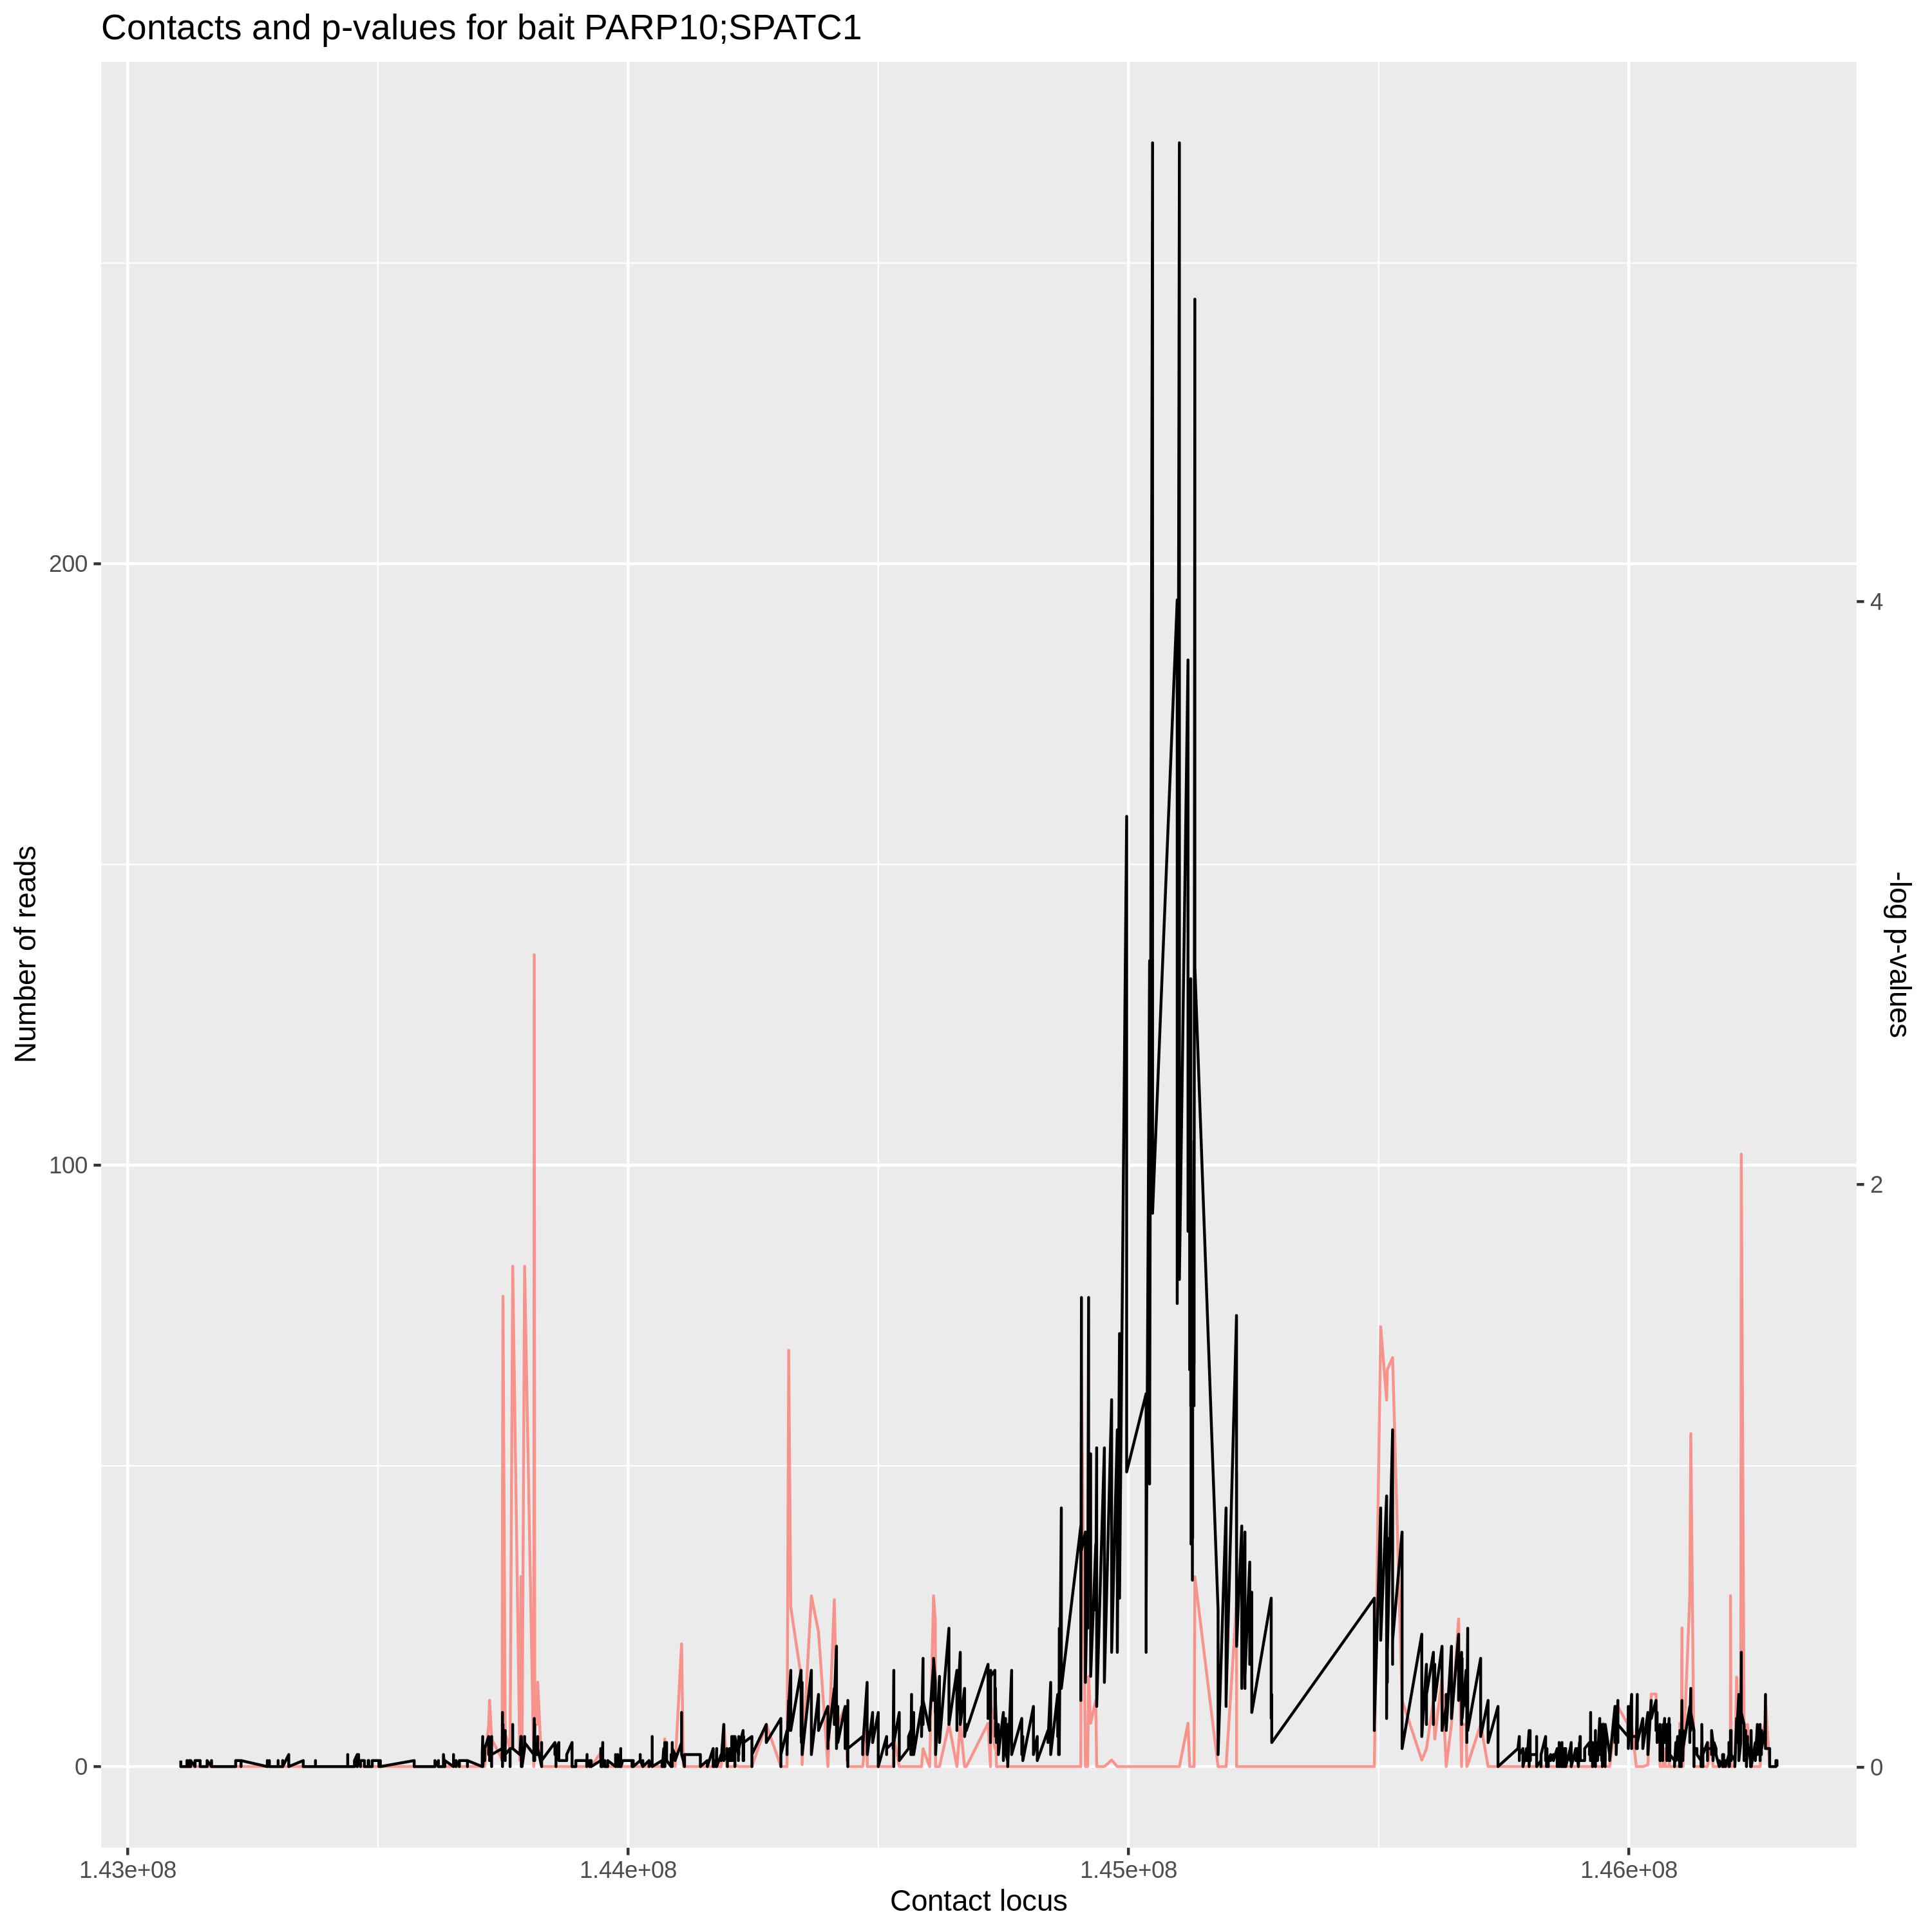 Contacts and p-values for bait PARP10;SPATC1
Number of reads
200
100
0
4
2
0
-log p-values
1.43e+08
1.44e+08
1.45e+08
1.46e+08
Contact locus